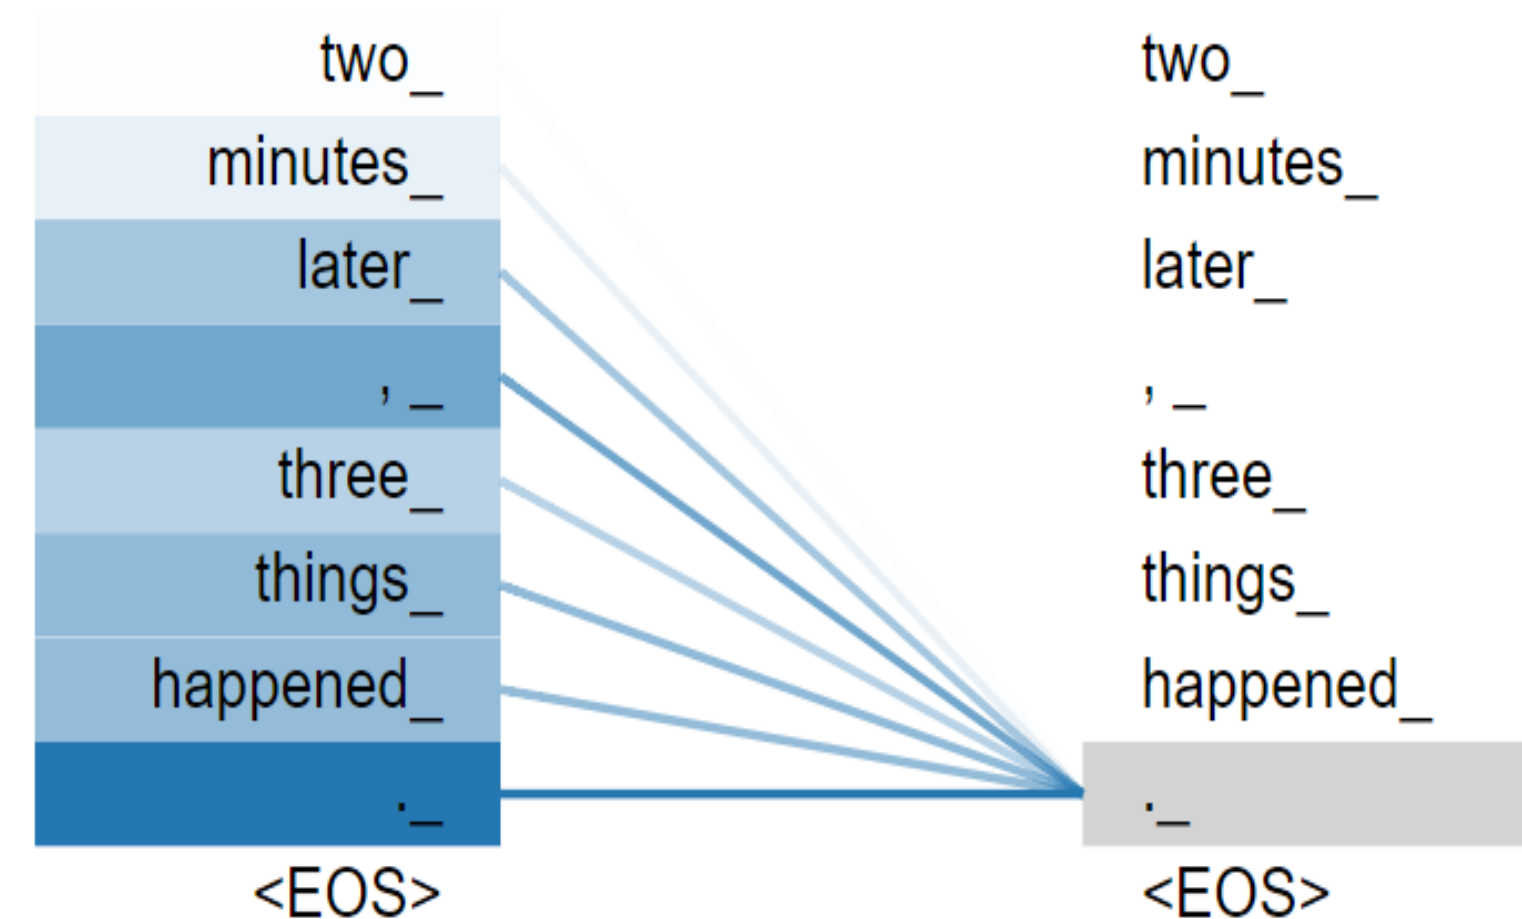 two_ two_
minutes_ minutes_
later_ later_
, _ , _
three_ three_
things_ things_
happened_ happened_
._ ._
<EOS> <EOS>